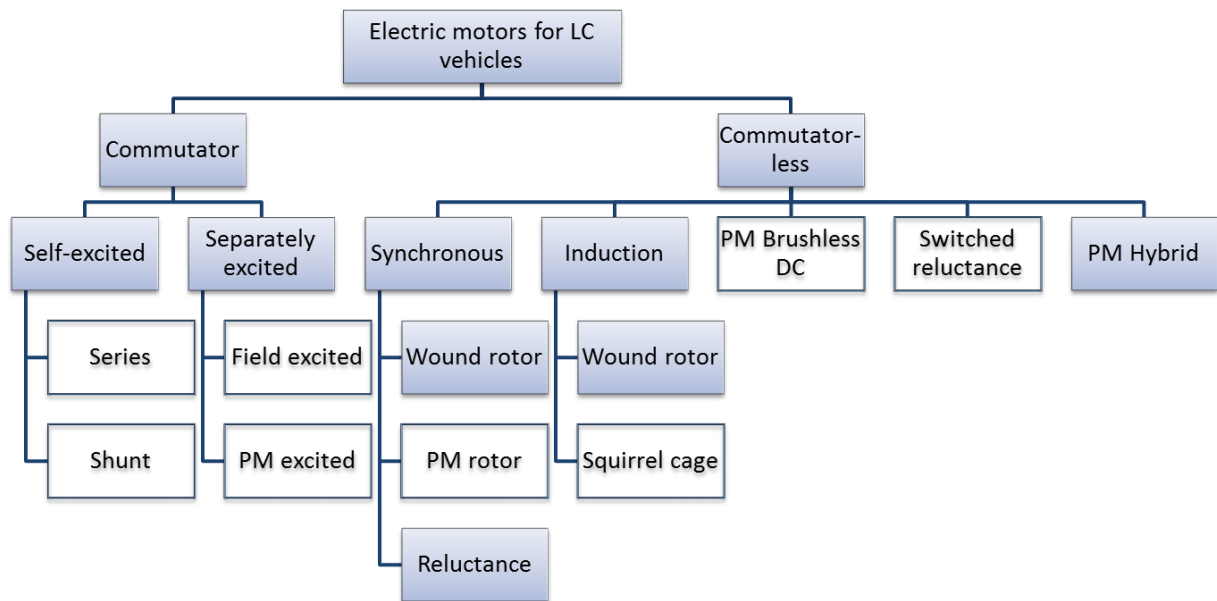 Electric motors for LC
vehicles
Commutator
Commutator-
less
Self-excited
Separately
excited
Synchronous
Induction
PM Brushless
DC
Switched
reluctance
PM Hybrid
Series
Field excited
Wound rotor
Wound rotor
Shunt
PM excited
PM rotor
Squirrel cage
Reluctance